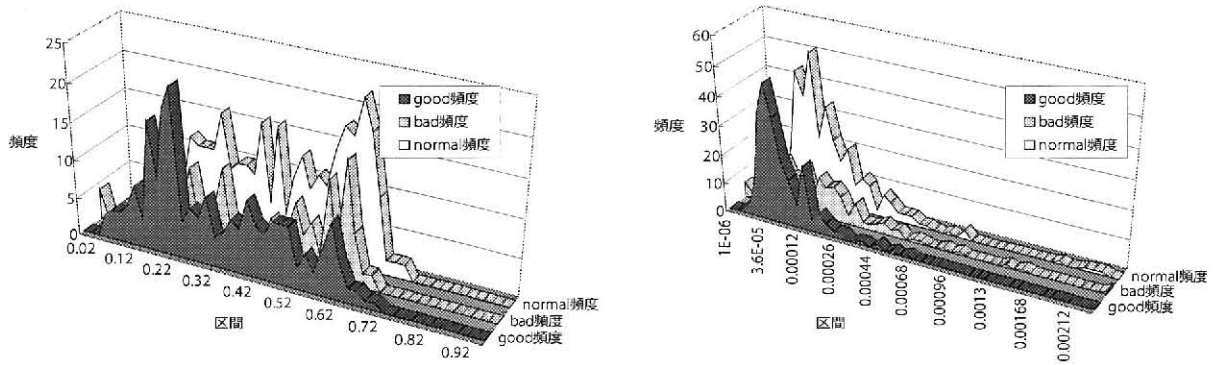 25
20
15
10
5
0
頻度
good頻度
bad頻度
normal頻度
0.02
0.12
0.22
0.32
0.42
0.52
0.62
0.72
0.82
0.92
区間
normal頻度
bad頻度
good頻度
60
50
40
30
20
10
0
頻度
good頻度
bad頻度
normal頻度
1E-06
3.6E-05
0.00012
0.00026
0.00044
0.00068
0.00096
0.0013
0.00168
0.00212
区間
normal頻度
bad頻度
good頻度